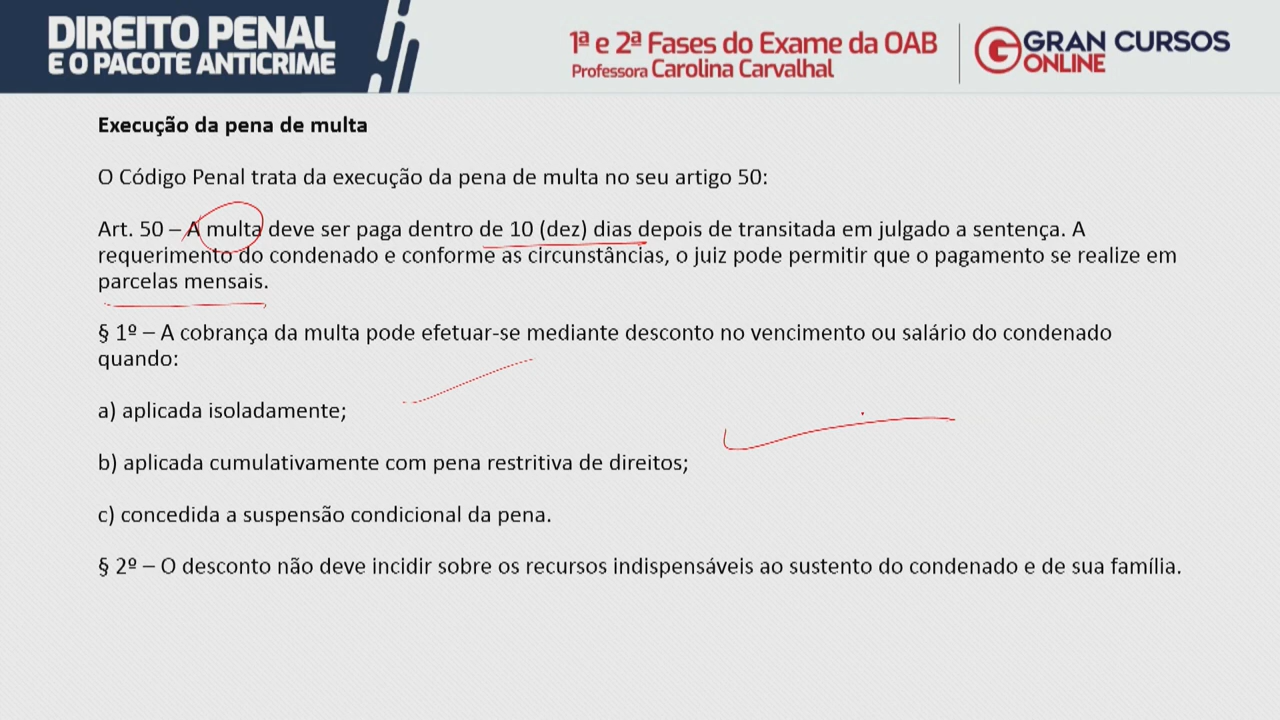 DIREITO PENAL
E O PACOTE ANTICRIME
1ª e 2ª Fases do Exame da OAB
Professora Carolina Carvalhal
GRAN CURSOS
ONLINE
Execução da pena de multa
O Código Penal trata da execução da pena de multa no seu artigo 50:
Art. 50 – A multa deve ser paga dentro de 10 (dez) dias depois de transitada em julgado a sentença. A
requerimento do condenado e conforme as circunstâncias, o juiz pode permitir que o pagamento se realize em
parcelas mensais.
§ 1º – A cobrança da multa pode efetuar-se mediante desconto no vencimento ou salário do condenado
quando:
a) aplicada isoladamente;
b) aplicada cumulativamente com pena restritiva de direitos;
c) concedida a suspensão condicional da pena.
§ 2º – O desconto não deve incidir sobre os recursos indispensáveis ao sustento do condenado e de sua família.